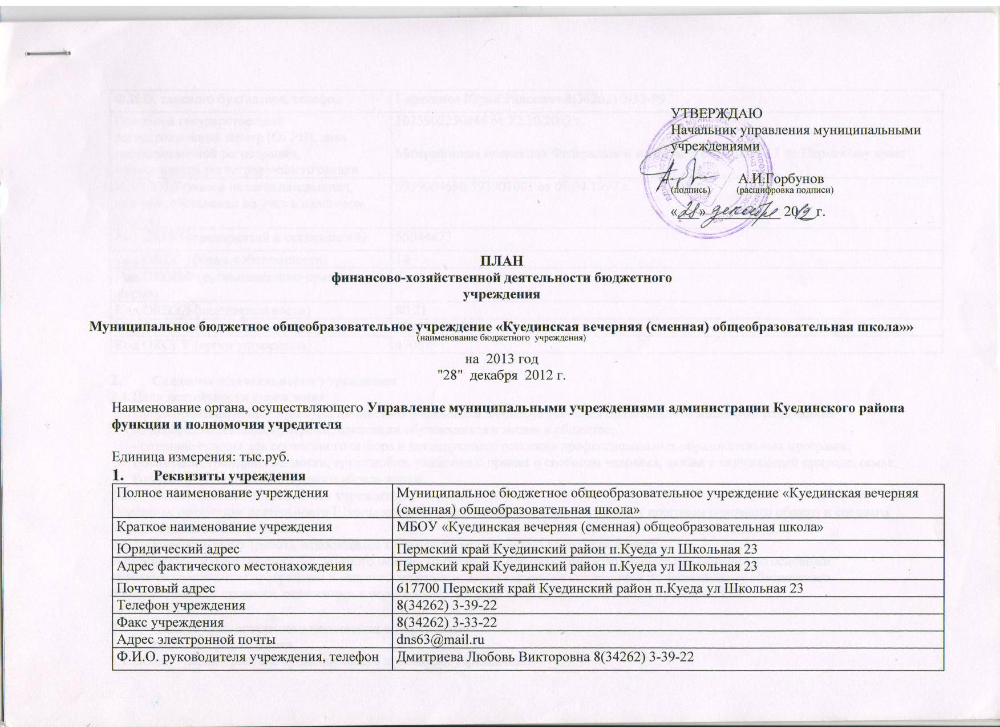 УТВЕРЖДАЮ
Начальник управления муниципальными
учреждениями
А.И.Горбунов
(подпись) (расшифровка подписи)
«28» декабря 2012 г.
ПЛАН
финансово-хозяйственной деятельности бюджетного
учреждения
Муниципальное бюджетное общеобразовательное учреждение «Куединская вечерняя (сменная) общеобразовательная школа»»
(наименование бюджетного учреждения)
на 2013 год
"28" декабря 2012 г.
Наименование органа, осуществляющего Управление муниципальными учреждениями администрации Куединского района
функции и полномочия учредителя
Единица измерения: тыс.руб.
1. Реквизиты учреждения
Полное наименование учреждения Муниципальное бюджетное общеобразовательное учреждение «Куединская вечерняя
(сменная) общеобразовательная школа»
Краткое наименование учреждения МБОУ «Куединская вечерняя (сменная) общеобразовательная школа»
Юридический адрес Пермский край Куединский район п.Куеда ул Школьная 23
Адрес фактического местонахождения Пермский край Куединский район п.Куеда ул Школьная 23
Почтовый адрес 617700 Пермский край Куединский район п.Куеда ул Школьная 23
Телефон учреждения 8(34262) 3-39-22
Факс учреждения 8(34262) 3-33-22
Адрес электронной почты dns63@mail.ru
Ф.И.О. руководителя учреждения, телефон Дмитриева Любовь Викторовна 8(34262) 3-39-22